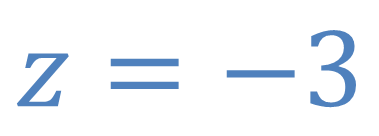 z = −3